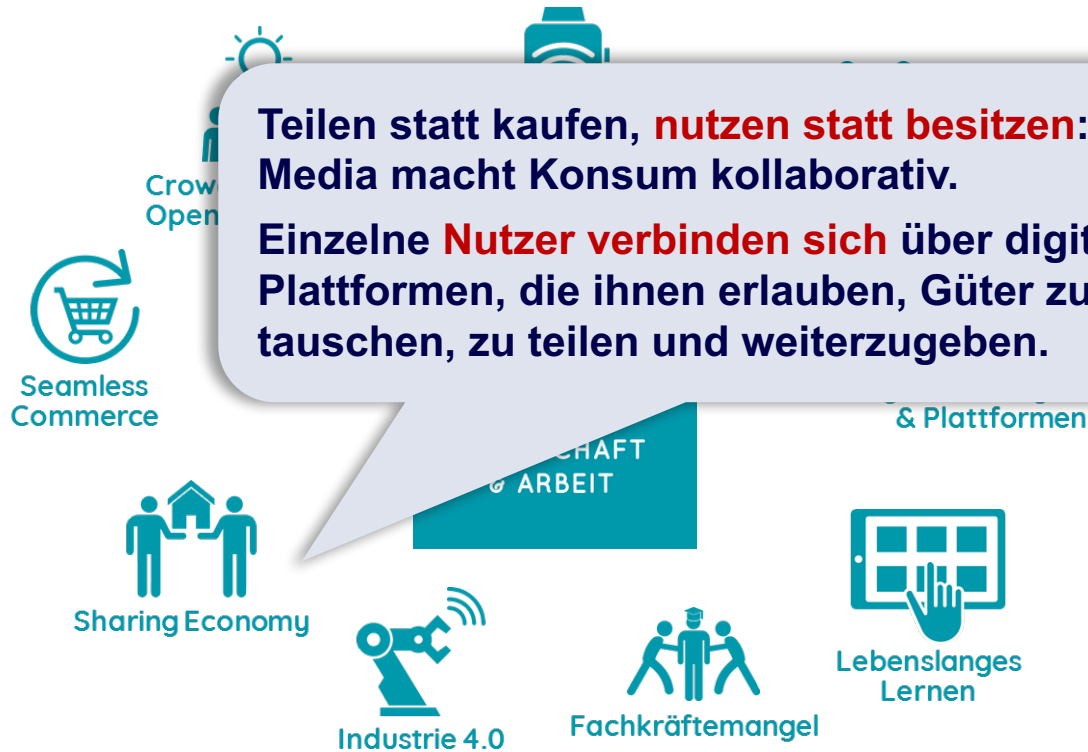 Teilen statt kaufen, nutzen statt besitzen:
Media macht Konsum kollaborativ.
Einzelne Nutzer verbinden sich über
Plattformen, die ihnen erlauben, Güter zu
tauschen, zu teilen und weiterzugeben.
Seamless
Commerce
& Plattformen
& ARBEIT
Sharing Economy
Lebenslanges
Lernen
Fachkräftemangel
Industrie 4.0